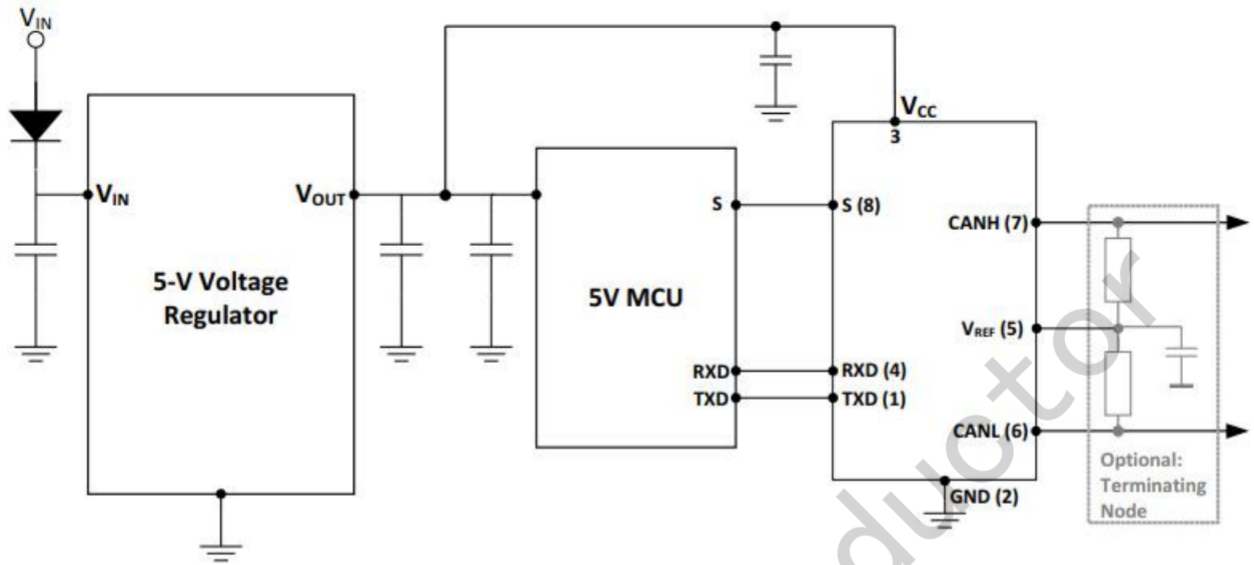 VIN
VCC
3
VIN
VOUT
S
S (8)
CANH (7)
5-V Voltage
Regulator
5V MCU
VREF (5)
RXD
RXD (4)
TXD
TXD (1)
CANL (6)
Optional:
Terminating
Node
GND (2)
ductor